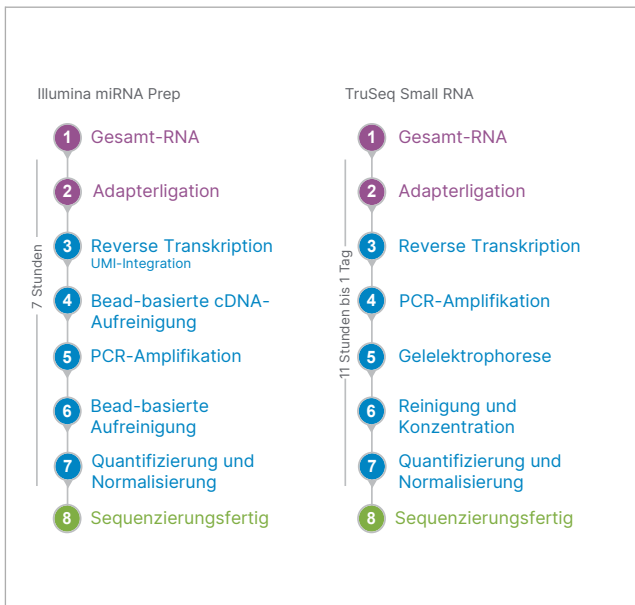 Illumina miRNA Prep
1 Gesamt-RNA
2 Adapterligation
3 Reverse Transkription
UMI-Integration
4 Bead-basierte cDNA-
Aufreinigung
5 PCR-Amplifikation
6 Bead-basierte
Aufreinigung
7 Quantifizierung und
Normalisierung
8 Sequenzierungsfertig
7 Stunden
TruSeq Small RNA
1 Gesamt-RNA
2 Adapterligation
3 Reverse Transkription
4 PCR-Amplifikation
5 Gelelektrophorese
6 Reinigung und
Konzentration
7 Quantifizierung und
Normalisierung
8 Sequenzierungsfertig
11 Stunden bis 1 Tag